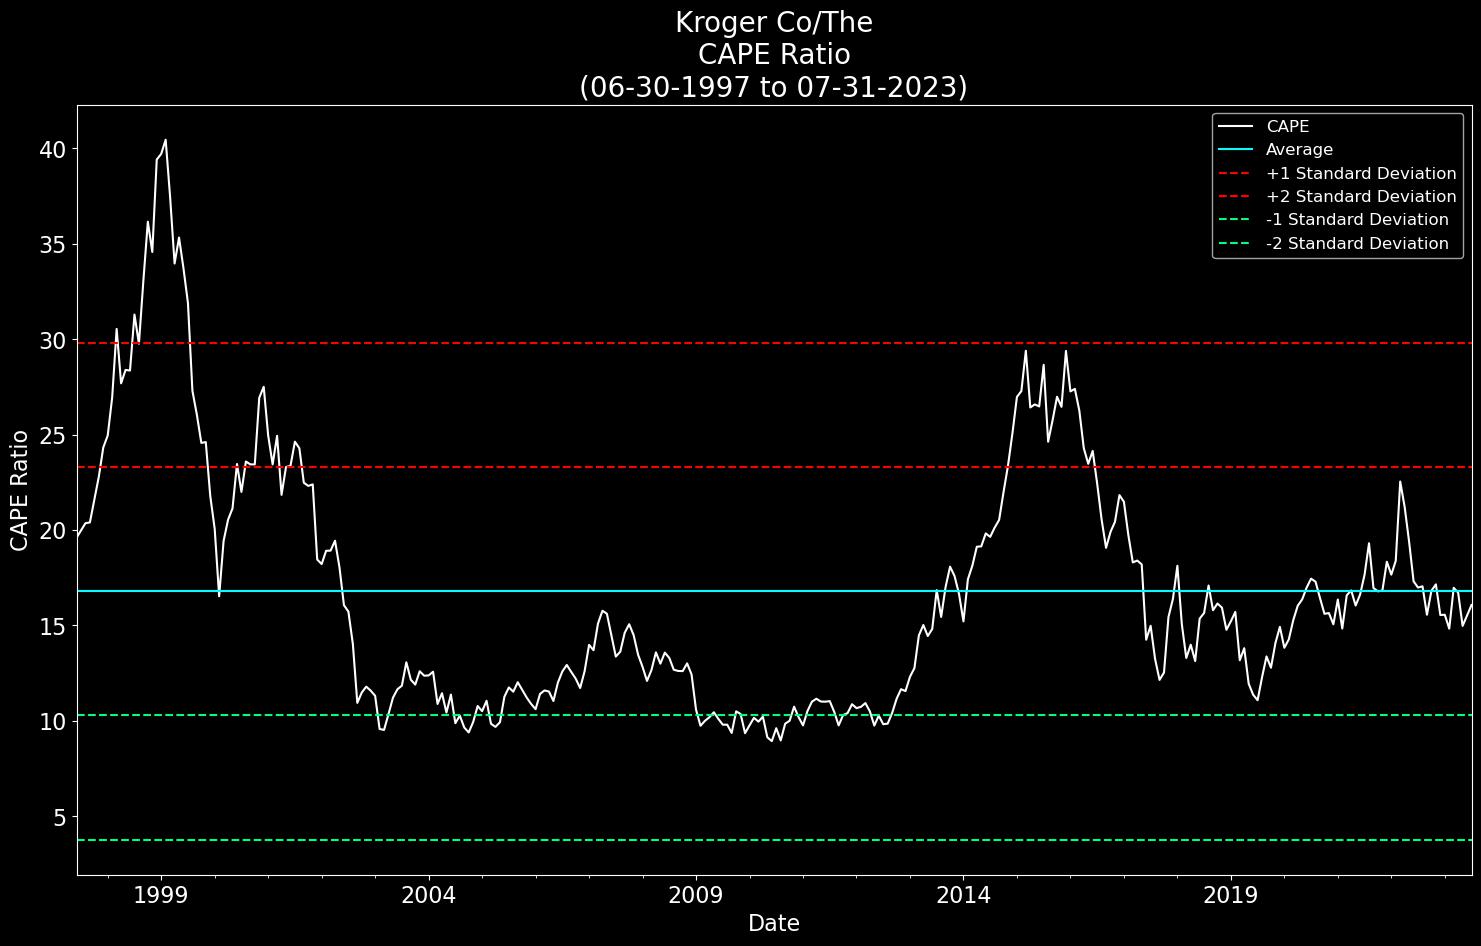 Kroger Co/The
CAPE Ratio
(06-30-1997 to 07-31-2023)
CAPE
Average
+1 Standard Deviation
+2 Standard Deviation
-1 Standard Deviation
-2 Standard Deviation
CAPE Ratio
40
35
30
25
20
15
10
5
1999 2004 2009 2014 2019
Date